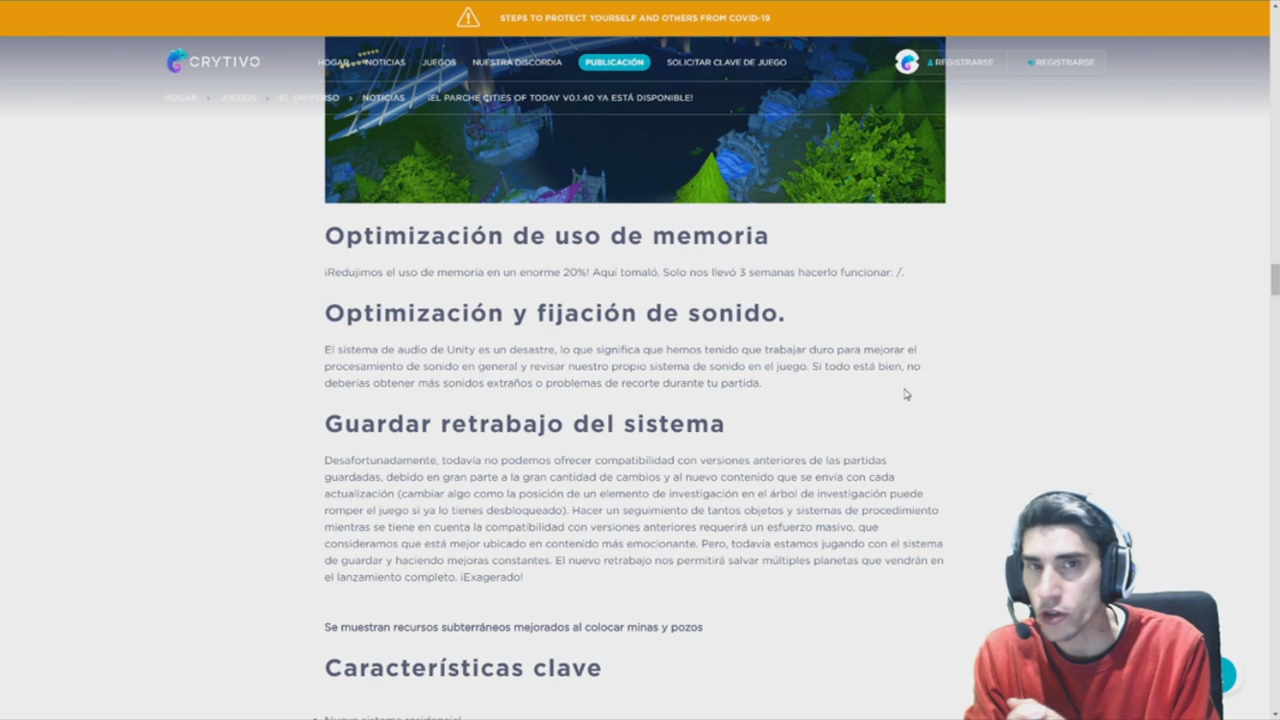 STEPS TO PROTECT YOURSELF AND OTHERS FROM COVID-19
CRYTIVO HOGAR NOTICIAS JUEGOS NUESTRA DISCORDIA PUBLICACIÓN SOLICITAR CLAVE DE JUEGO REGISTRARSE REGISTRARSE
HOGAR › JUEGOS › EL UNIVERSO › NOTICIAS › ¡EL PARCHE CITIES OF TODAY V0.1.40 YA ESTÁ DISPONIBLE!
Optimización de uso de memoria
¡Redujimos el uso de memoria en un enorme 20%! Aquí tomaló. Solo nos llevó 3 semanas hacerlo funcionar: /.
Optimización y fijación de sonido.
El sistema de audio de Unity es un desastre, lo que significa que hemos tenido que trabajar duro para mejorar el
procesamiento de sonido en general y revisar nuestro propio sistema de sonido en el juego. Si todo está bien, no
deberías obtener más sonidos extraños o problemas de recorte durante tu partida.
Guardar retrabajo del sistema
Desafortunadamente, todavía no podemos ofrecer compatibilidad con versiones anteriores de las partidas
guardadas, debido en gran parte a la gran cantidad de cambios y al nuevo contenido que se envía con cada
actualización (cambiar algo como la posición de un elemento de investigación en el árbol de investigación puede
romper el juego si ya lo tienes desbloqueado). Hacer un seguimiento de tantos objetos y sistemas de procedimiento
mientras se tiene en cuenta la compatibilidad con versiones anteriores requerirá un esfuerzo masivo, que
consideramos que está mejor ubicado en contenido más emocionante. Pero, todavía estamos jugando con el sistema
de guardar y haciendo mejoras constantes. El nuevo retrabajo nos permitirá salvar múltiples planetas que vendrán en
el lanzamiento completo. ¡Exagerado!
Se muestran recursos subterráneos mejorados al colocar minas y pozos
Características clave
Nuevo sistema residencial